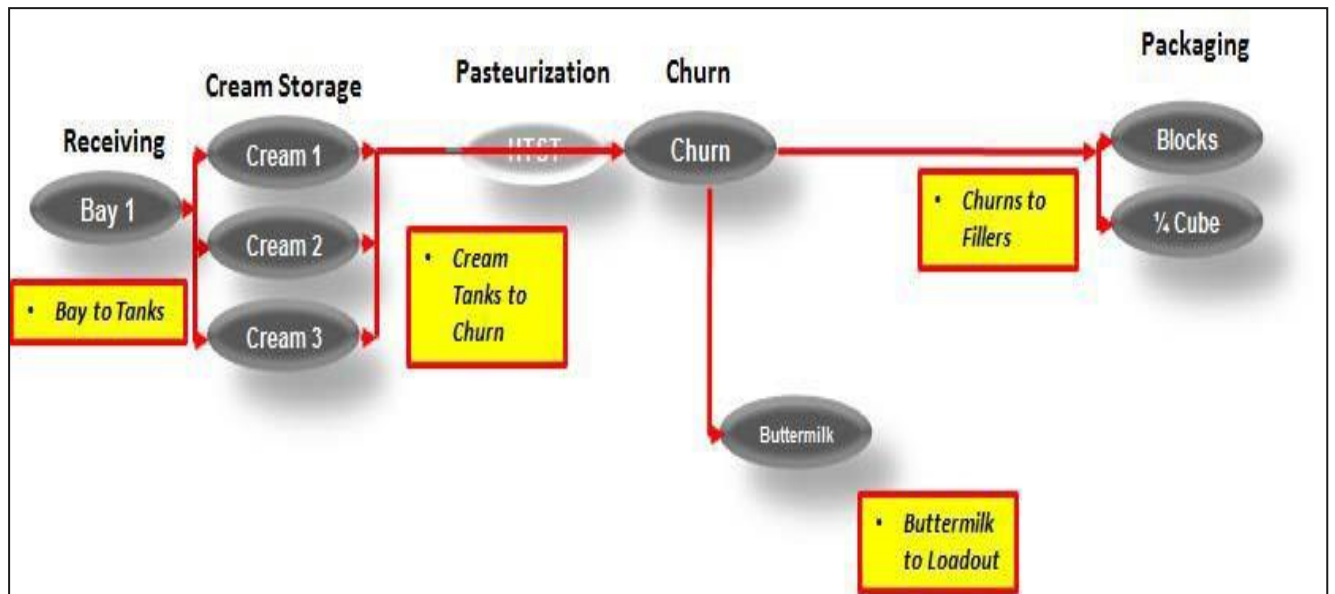 Packaging
Pasteurization
Churn
Cream Storage
Receiving
Cream 1
HTST
Churn
Blocks
Bay 1
Cream 2
¼ Cube
• Churns to
Fillers
• Cream
Tanks to
Churn
• Bay to Tanks
Cream 3
Buttermilk
• Buttermilk
to Loadout